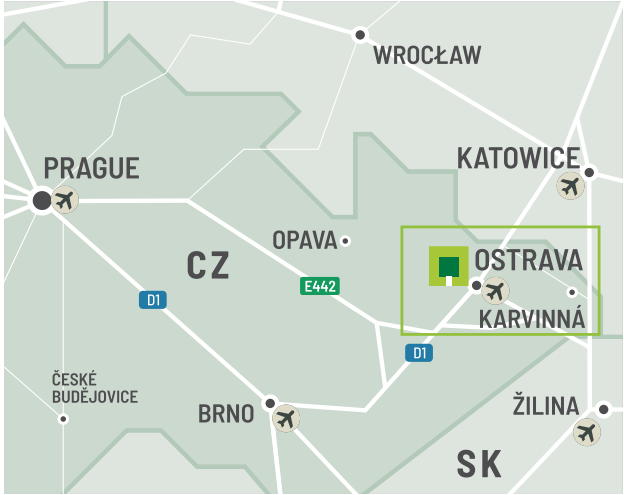 WROCŁAW
KATOWICE
PRAGUE
OPAVA
CZ
OSTRAVA
E442
D1
KARVINNÁ
D1
ČESKÉ
BUDĚJOVICE
BRNO
ŽILINA
SK